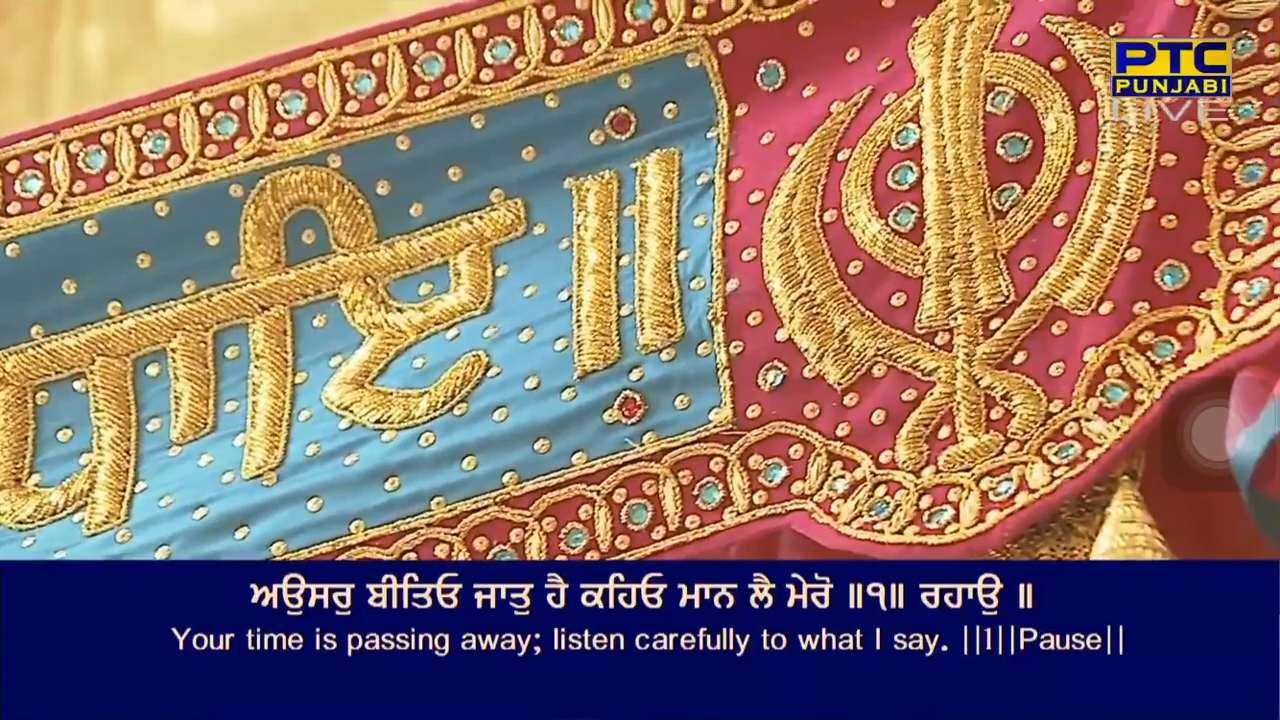 PTC
PUNJABI
LIVE
ਪਾਇ॥
ਅਉਸਰੁ ਬੀਤਿਓ ਜਾਤੁ ਹੈ ਕਹਿਓ ਮਾਨ ਲੈ ਮੇਰੋ ॥੧॥ ਰਹਾਉ ॥
Your time is passing away; listen carefully to what I say. ||1||Pause||